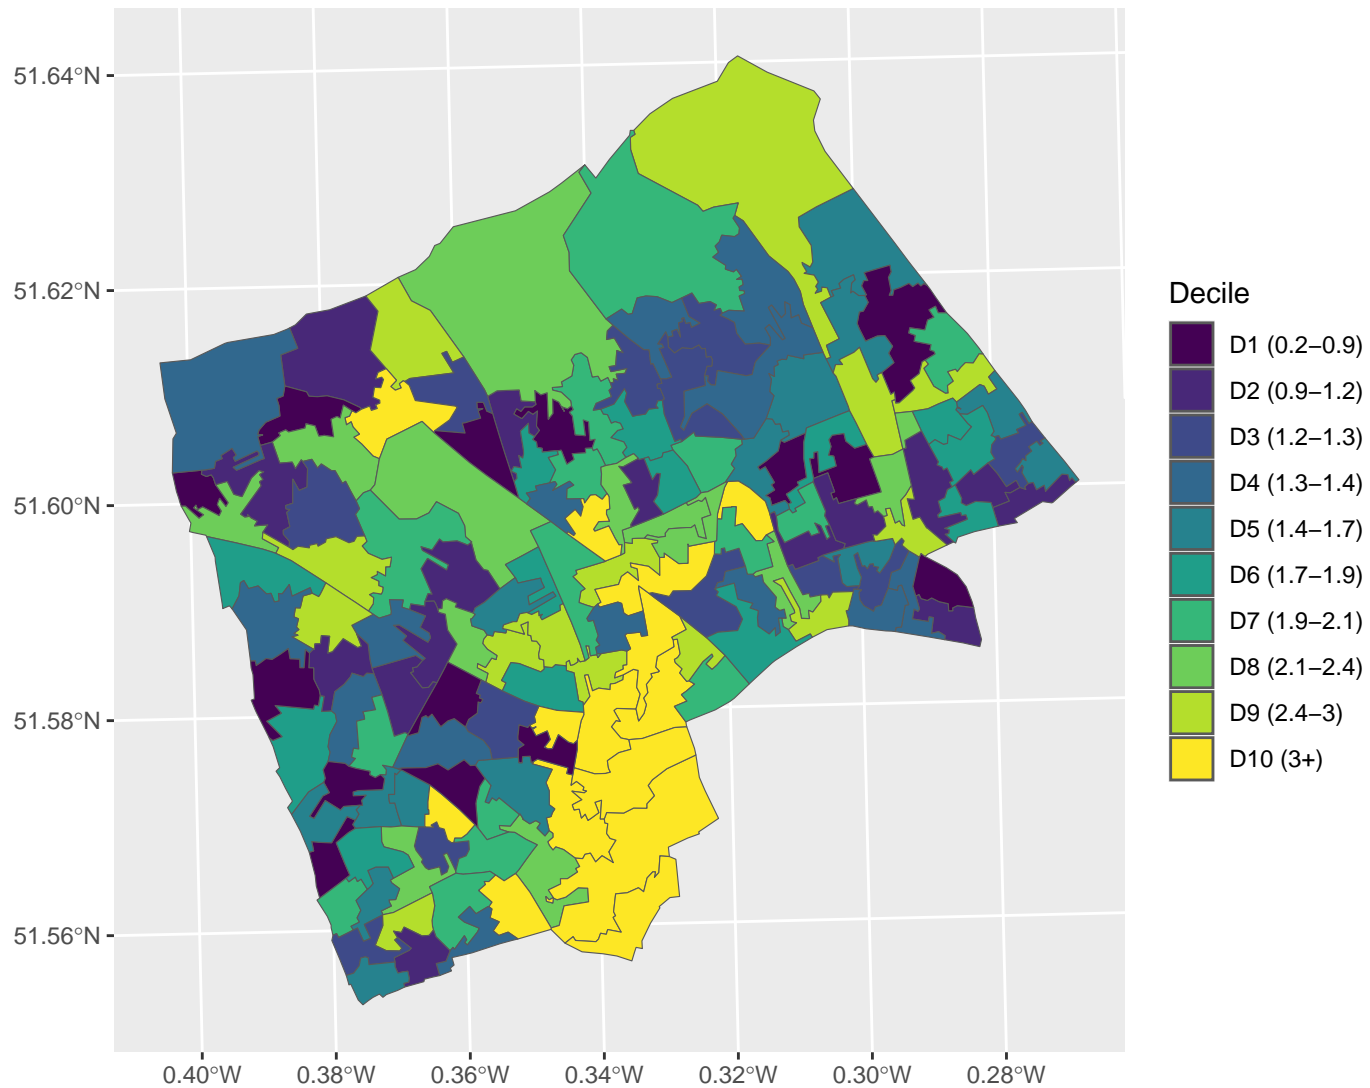 51.64°N
51.62°N
51.60°N
51.58°N
51.56°N
0.40°W
0.38°W
0.36°W
0.34°W
0.32°W
0.30°W
0.28°W
Decile
D1 (0.2–0.9)
D2 (0.9–1.2)
D3 (1.2–1.3)
D4 (1.3–1.4)
D5 (1.4–1.7)
D6 (1.7–1.9)
D7 (1.9–2.1)
D8 (2.1–2.4)
D9 (2.4–3)
D10 (3+)